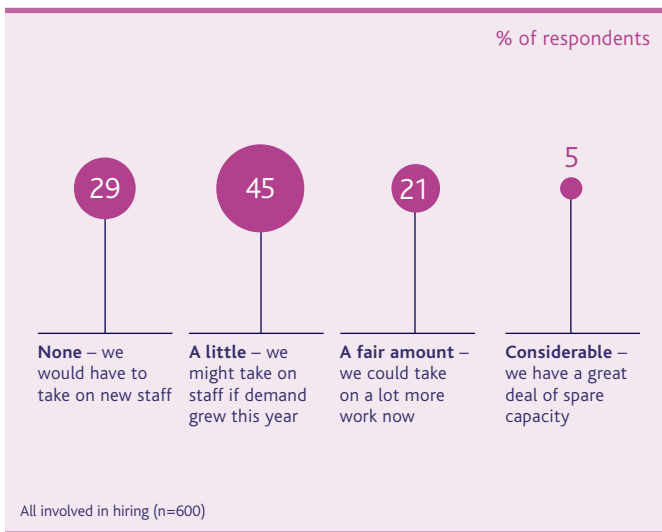 % of respondents
29
45
21
5
None – we
would have to
take on new staff
A little – we
might take on
staff if demand
grew this year
A fair amount –
we could take
on a lot more
work now
Considerable –
we have a great
deal of spare
capacity
All involved in hiring (n=600)